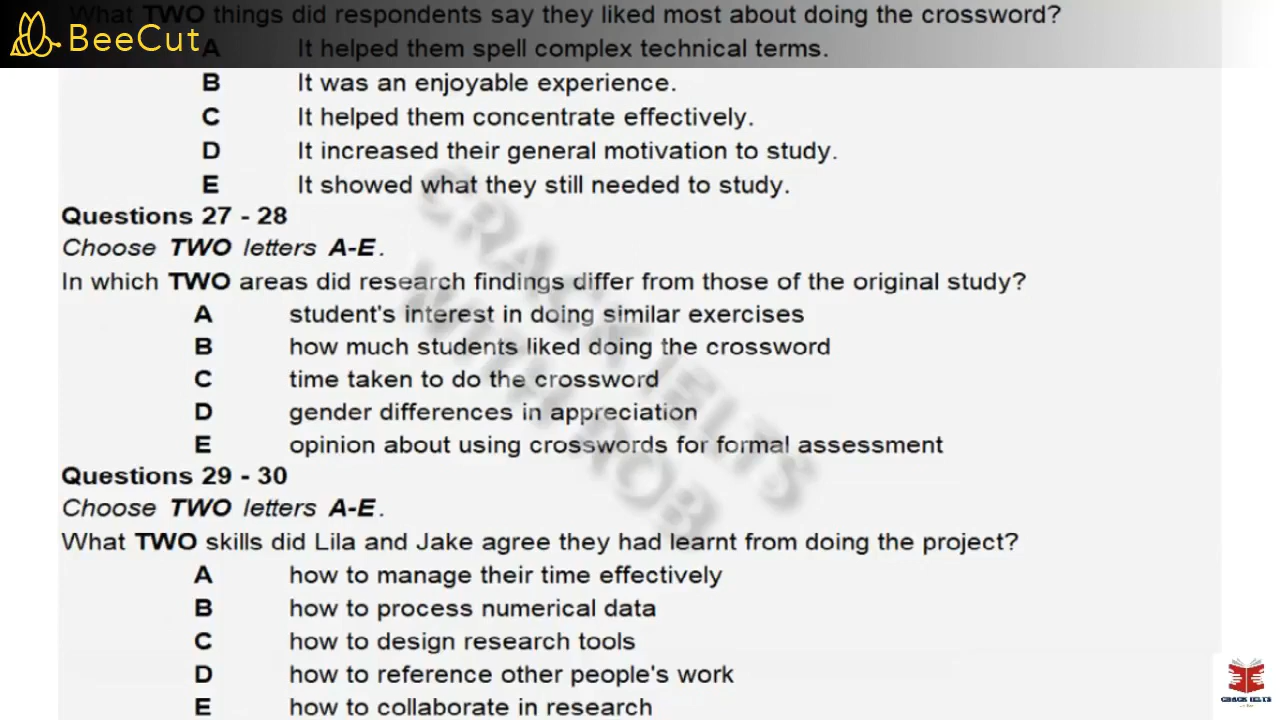 What TWO things did respondents say they liked most about doing the crossword?
BeeCut
A It helped them spell complex technical terms.
B It was an enjoyable experience.
C It helped them concentrate effectively.
D It increased their general motivation to study.
E It showed what they still needed to study.
Questions 27 - 28
Choose TWO letters A-E.
In which TWO areas did research findings differ from those of the original study?
A student's interest in doing similar exercises
B how much students liked doing the crossword
C time taken to do the crossword
D gender differences in appreciation
E opinion about using crosswords for formal assessment
Questions 29 - 30
Choose TWO letters A-E.
What TWO skills did Lila and Jake agree they had learnt from doing the project?
A how to manage their time effectively
B how to process numerical data
C how to design research tools
D how to reference other people's work
E how to collaborate in research
CRACK IELTS
WITH ROB
CRACK IELTS